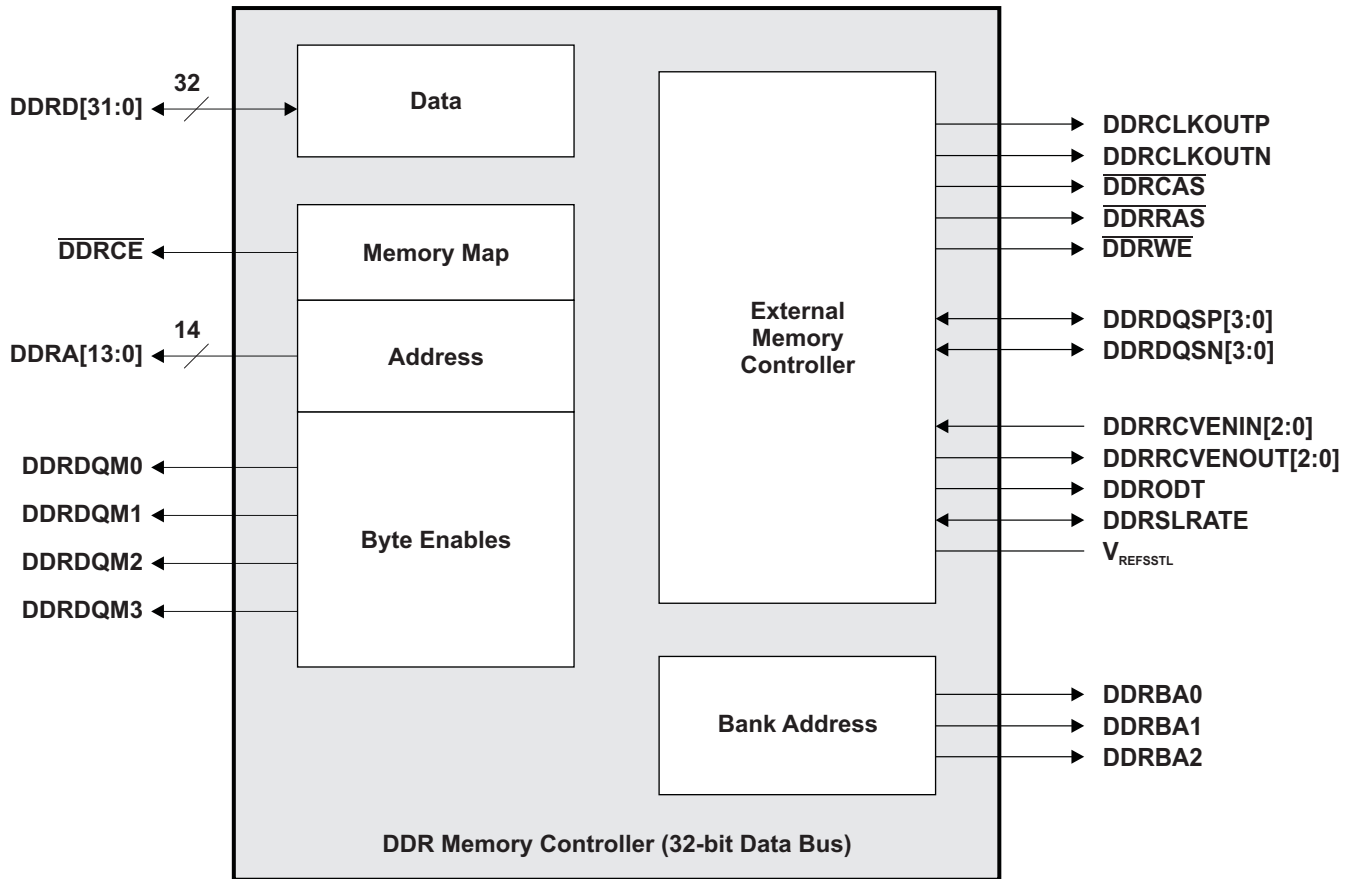 32
DDRD[31:0]
Data
DDRCE
Memory Map
14
DDRA[13:0]
Address
DDRDQM0
DDRDQM1
DDRDQM2
DDRDQM3
Byte Enables
External
Memory
Controller
DDRCLKOUTP
DDRCLKOUTN
DDRCAS
DDRRAS
DDRWE
DDRDQSP[3:0]
DDRDQSN[3:0]
DDRRCVENIN[2:0]
DDRRCVENOUT[2:0]
DDRODT
DDRSLRATE
VREFSSTL
Bank Address
DDRBA0
DDRBA1
DDRBA2
DDR Memory Controller (32-bit Data Bus)